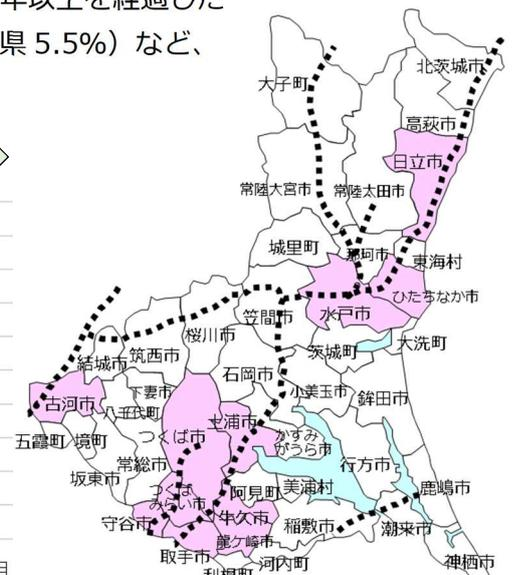 年以上を経過した
県 5.5%）など、
北茨城市
大子町
高萩市
日立市
常陸大宮市
常陸太田市
城里町
那珂市
東海村
ひたちなか市
水戸市
笠間市
桜川市
茨城町
大洗町
筑西市
結城市
石岡市
小美玉市
鉾田市
下妻市
古河市
八千代町
土浦市
かすみ
がうら市
五霞町
境町
つくば市
常総市
行方市
坂東市
美浦村
鹿嶋市
つくば
みらい市
阿見町
守谷市
牛久市
稲敷市
潮来市
龍ケ崎市
取手市
河内町
神栖市
利根町